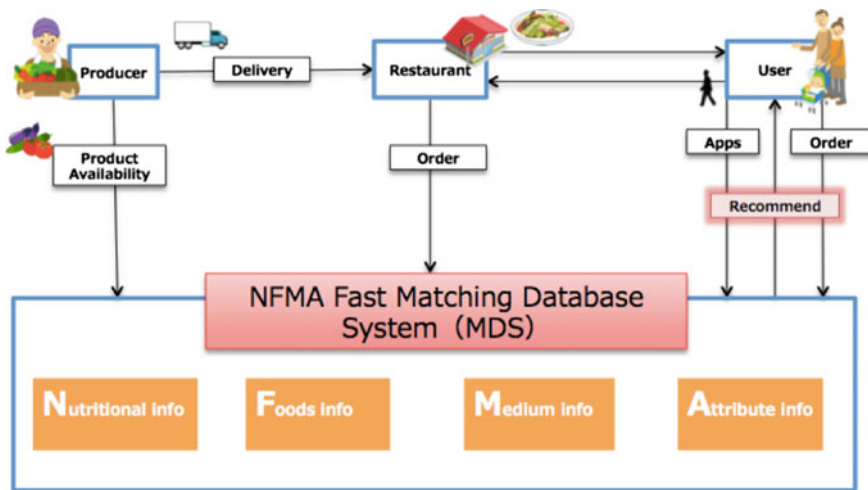 Producer
Delivery
Restaurant
User
Product
Availability
Order
Apps
Order
Recommend
NFMA Fast Matching Database
System（MDS）
Nutritional info
Foods info
Medium info
Attribute info